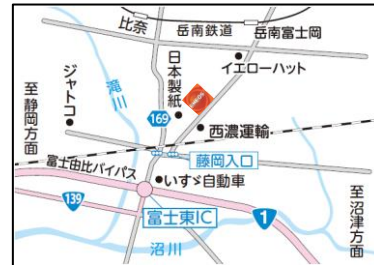 比奈
岳南鉄道
岳南富士岡
イエローハット
日本製紙
滝川
ジャトコ
至静岡方面
169
西濃運輸
藤岡入口
富士由比バイパス
いすゞ自動車
139
富士東IC
1
至沼津方面
沼川